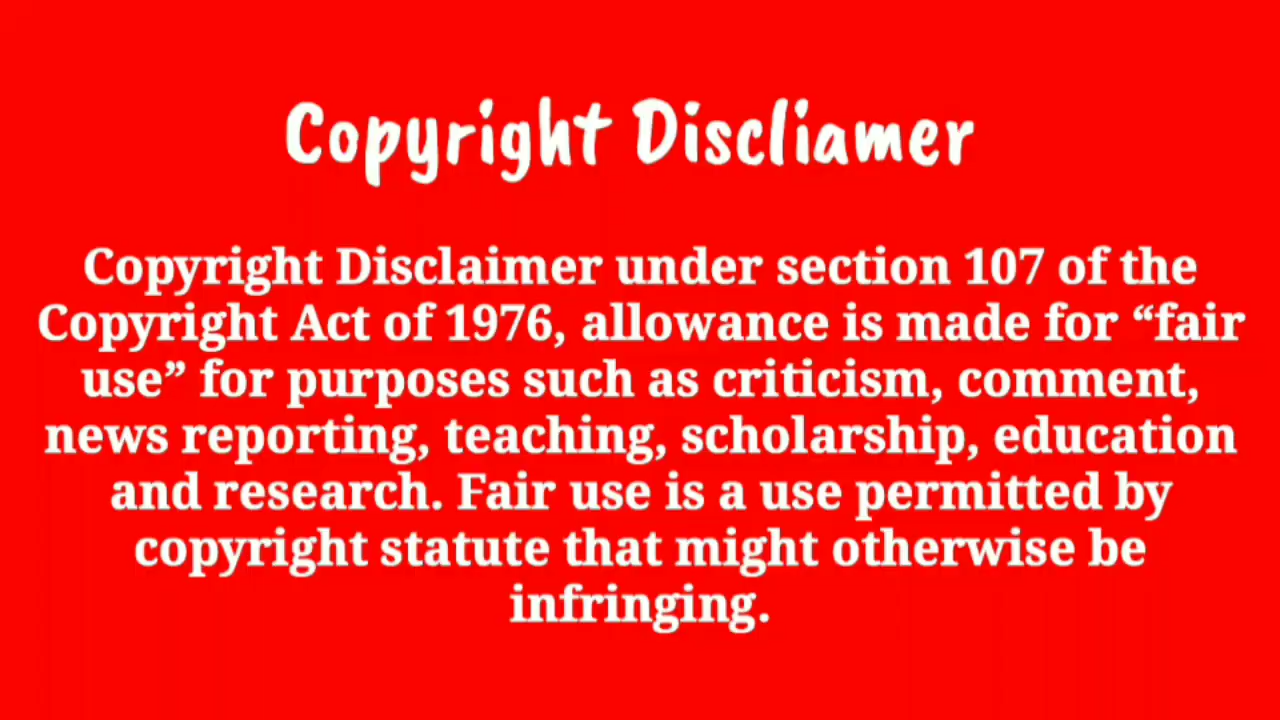 Copyright Discliamer
Copyright Disclaimer under section 107 of the
Copyright Act of 1976, allowance is made for “fair
use” for purposes such as criticism, comment,
news reporting, teaching, scholarship, education
and research. Fair use is a use permitted by
copyright statute that might otherwise be
infringing.